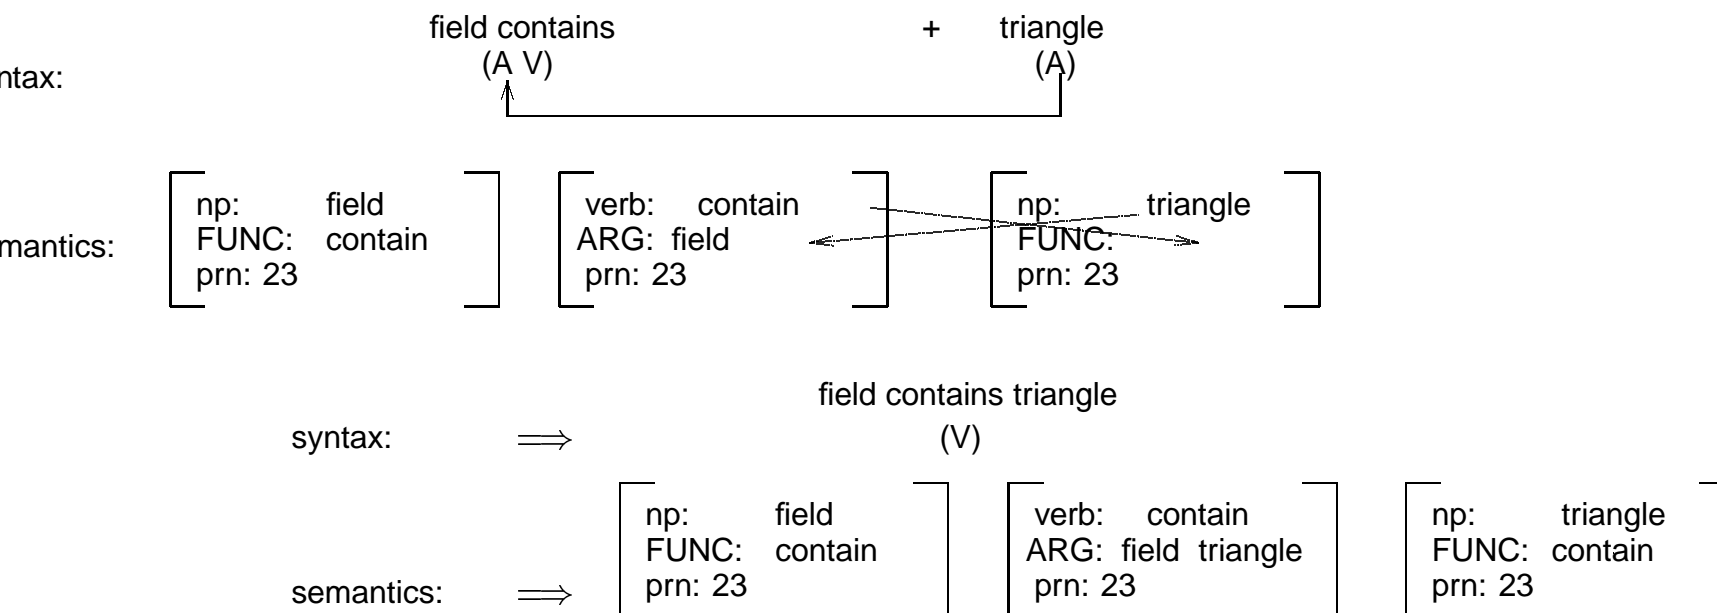 field contains + triangle
(A V) (A)
ntax:
np: field verb: contain np: triangle
FUNC: contain ARG: field FUNC:
mantics:
prn: 23 prn: 23 prn: 23
field contains triangle
syntax: ⟹ (V)
np: field verb: contain np: triangle
FUNC: contain ARG: field triangle FUNC: contain
semantics: ⟹ prn: 23 prn: 23 prn: 23